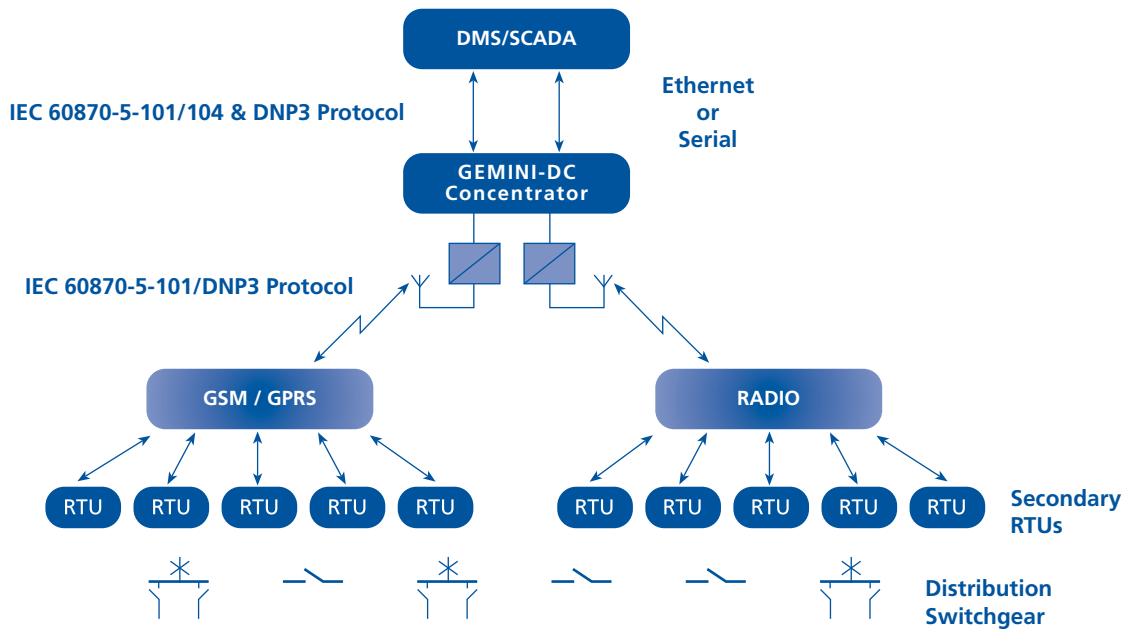 DMS/SCADA
Ethernet
or
Serial
IEC 60870-5-101/104 & DNP3 Protocol
GEMINI-DC
Concentrator
IEC 60870-5-101/DNP3 Protocol
GSM / GPRS
RADIO
RTU
RTU
RTU
RTU
RTU
RTU
RTU
RTU
RTU
RTU
Secondary
RTUs
Distribution
Switchgear